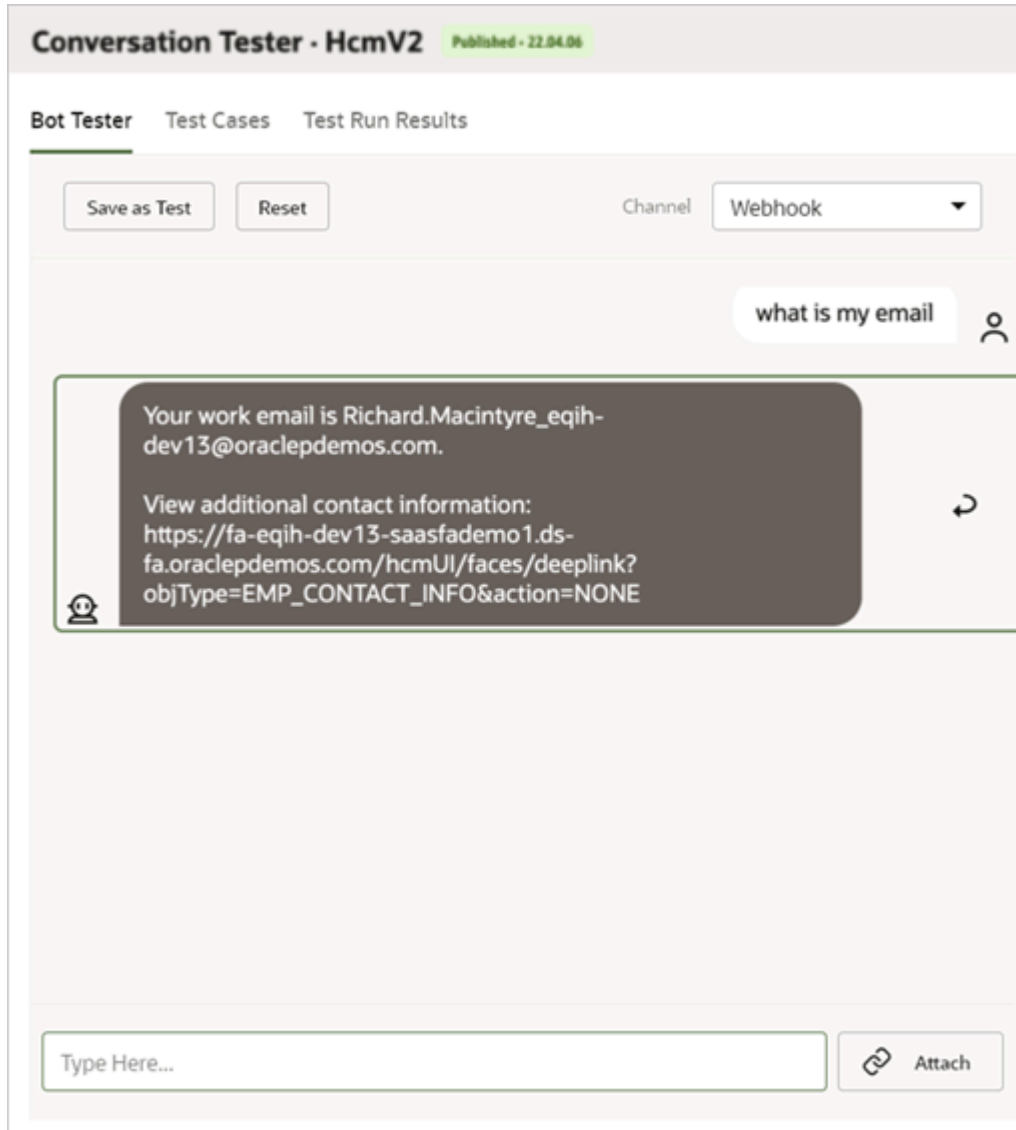 Conversation Tester - HcmV2 Published - 22.04.06
Bot Tester Test Cases Test Run Results
Save as Test Reset Channel Webhook
what is my email
Your work email is Richard.Macintyre_eqih-
dev13@oraclepdemos.com.
View additional contact information:
https://fa-eqih-dev13-saasfademo1.ds-
fa.oraclepdemos.com/hcmUI/faces/deeplink?
objType=EMP_CONTACT_INFO&action=NONE
Type Here... Attach